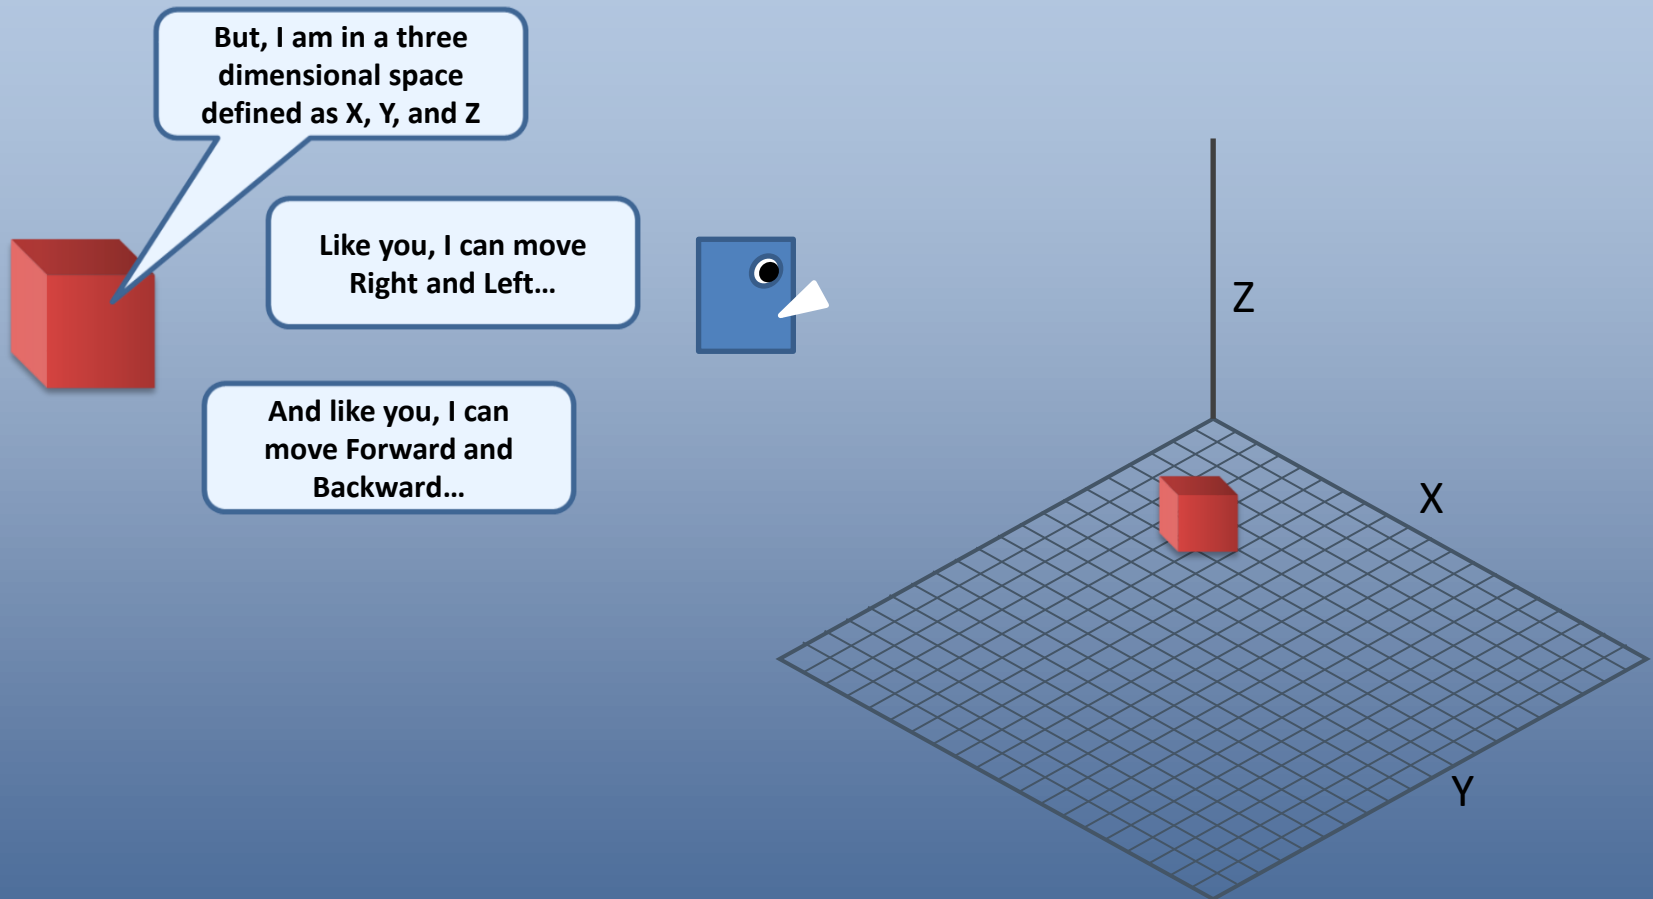 But, I am in a three
dimensional space
defined as X, Y, and Z
Like you, I can move
Right and Left...
And like you, I can
move Forward and
Backward...
Z
X
Y